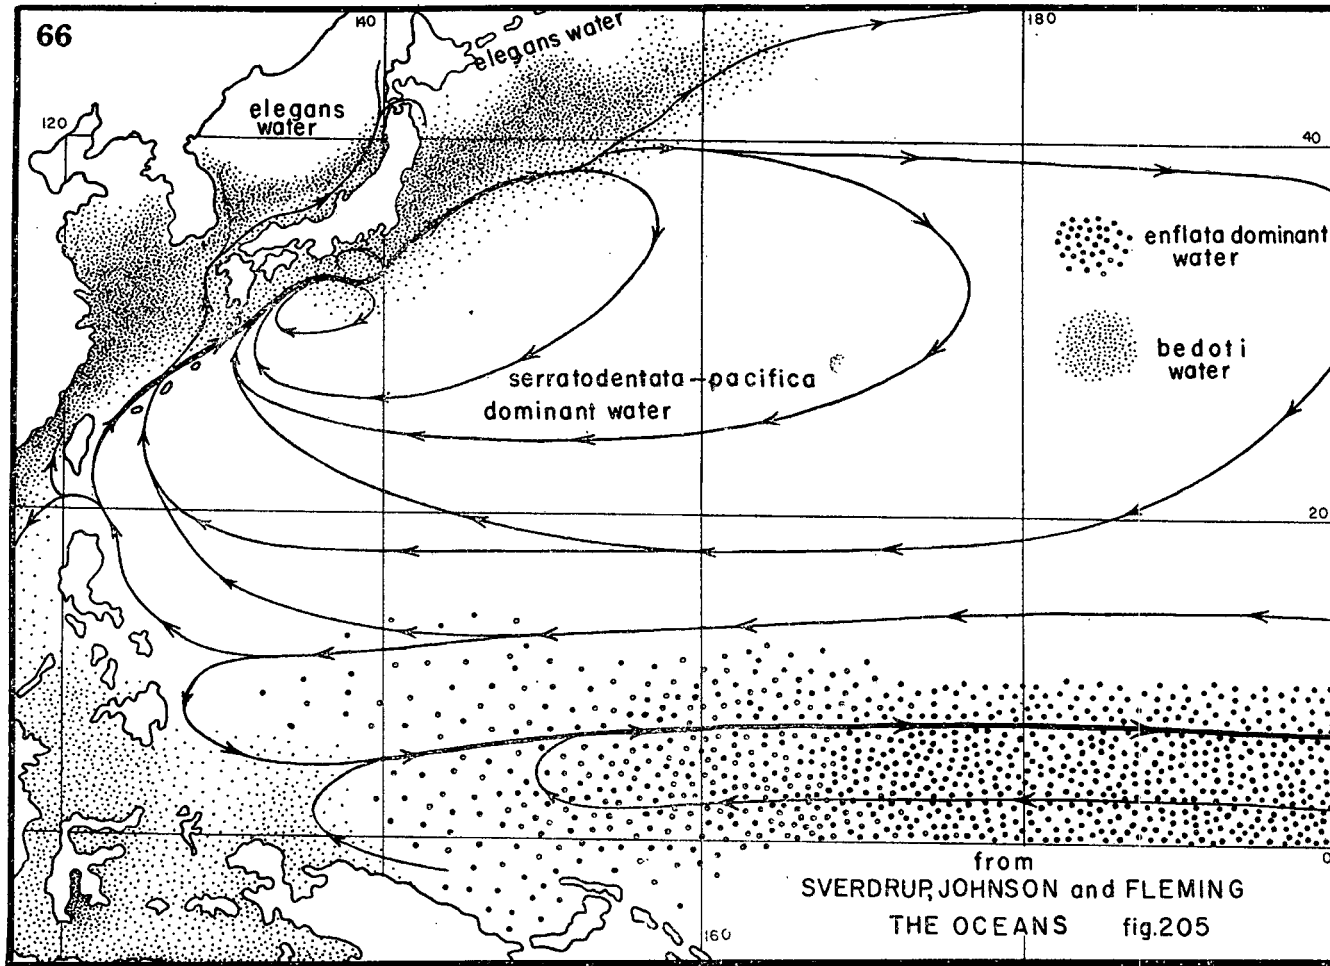 66
140
180
elegans water
elegans
water
120
40
enflata dominant
water
bedoti
water
serratodentata-pacifica
dominant water
20
0
from
SVERDRUP, JOHNSON and FLEMING
THE OCEANS fig.205
160